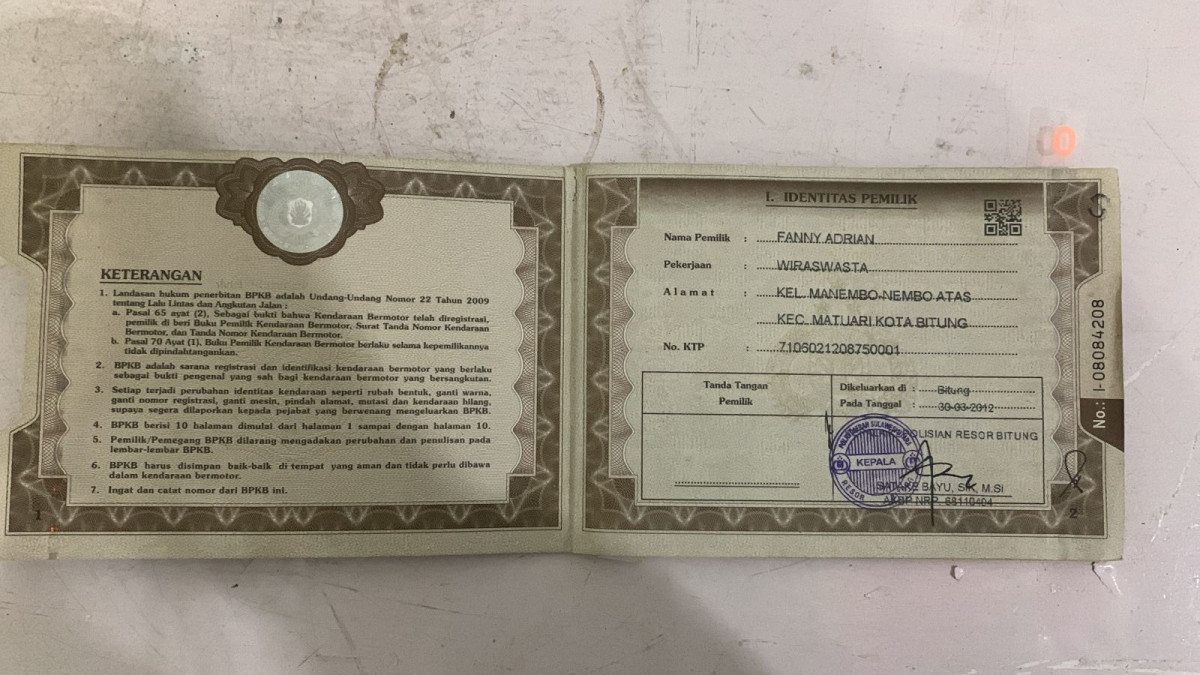 KETERANGAN
1. Landasan hukum penerbitan BPKB adalah Undang-Undang Nomor 22 Tahun 2009
tentang Lalu Lintas dan Angkutan Jalan :
a. Pasal 65 ayat (2), Sebagai bukti bahwa Kendaraan Bermotor telah diregistrasi,
pemilik di beri Buku Pemilik Kendaraan Bermotor, Surat Tanda Nomor Kendaraan
Bermotor, dan Tanda Nomor Kendaraan Bermotor.
b. Pasal 70 Ayat (1), Buku Pemilik Kendaraan Bermotor berlaku selama kepemilikannya
tidak dipindahtangankan.
2. BPKB adalah sarana registrasi dan identifikasi kendaraan bermotor yang berlaku
sebagai bukti pengenal yang sah bagi kendaraan bermotor yang bersangkutan.
3. Setiap terjadi perubahan identitas kendaraan seperti rubah bentuk, ganti warna,
ganti nomor registrasi, ganti mesin, pindah alamat, mutasi dan kendaraan hilang,
supaya segera dilaporkan kepada pejabat yang berwenang mengeluarkan BPKB.
4. BPKB berisi 10 halaman dimulai dari halaman 1 sampai dengan halaman 10.
5. Pemilik/Pemegang BPKB dilarang mengadakan perubahan dan penulisan pada
lembar-lembar BPKB.
6. BPKB harus disimpan baik-baik di tempat yang aman dan tidak perlu dibawa
dalam kendaraan bermotor.
7. Ingat dan catat nomor dari BPKB ini.
1
I. IDENTITAS PEMILIK
Nama Pemilik : FANNY ADRIAN
Pekerjaan : WIRASWASTA
Alamat : KEL. MANEMBO-NEMBO ATAS
KEC. MATUARI KOTA BITUNG
No. KTP : 7106021208750001
Tanda Tangan
Pemilik
Dikeluarkan di : Bitung
Pada Tanggal : 30-03-2012
OLISIAN RESOR BITUNG
KEPALA
RESOR
BAYU, SIK, M.SI
AKBP NRP. 68110404
2
No.: I-08084208